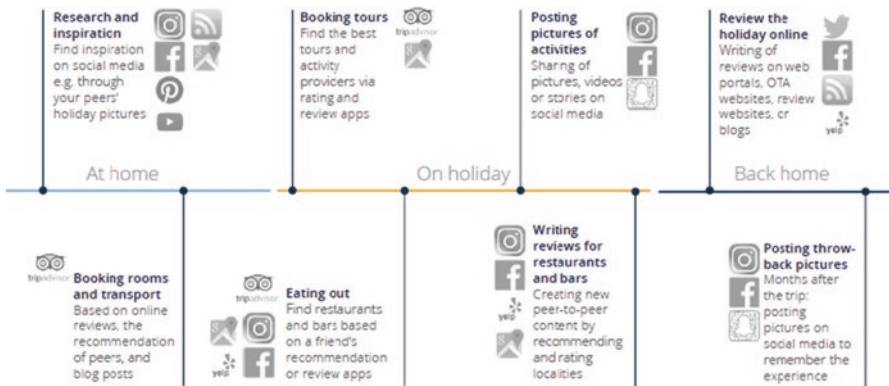 Research and
inspiration
Find inspiration
on social media
e.g. through
your peers'
holiday pictures
Booking tours
Find the best
tours and
activity
providers via
rating and
review apps
tripadvisor
Posting
pictures of
activities
Sharng of
pictures, videos
or stories on
social media
Review the
holiday online
Writing of
reviews on web
portals, OTA
websites, review
websites, cr
blogs
yelp
At home
On holiday
Back home
tripadvisor
Booking rooms
and transport
Based on online
reviews, the
recommendation
of peers, and
blog posts
tripadvisor
yelp
Eating out
Find restaurants
and bars based
on a friend's
recommendation
or review apps
yelp
Writing
reviews for
restaurants
and bars
Creating new
peer-to-peer
content by
recommending
and rating
localities
Posting throw-
back pictures
Months after
the trip:
posting
pictures on
social media to
remember the
experience